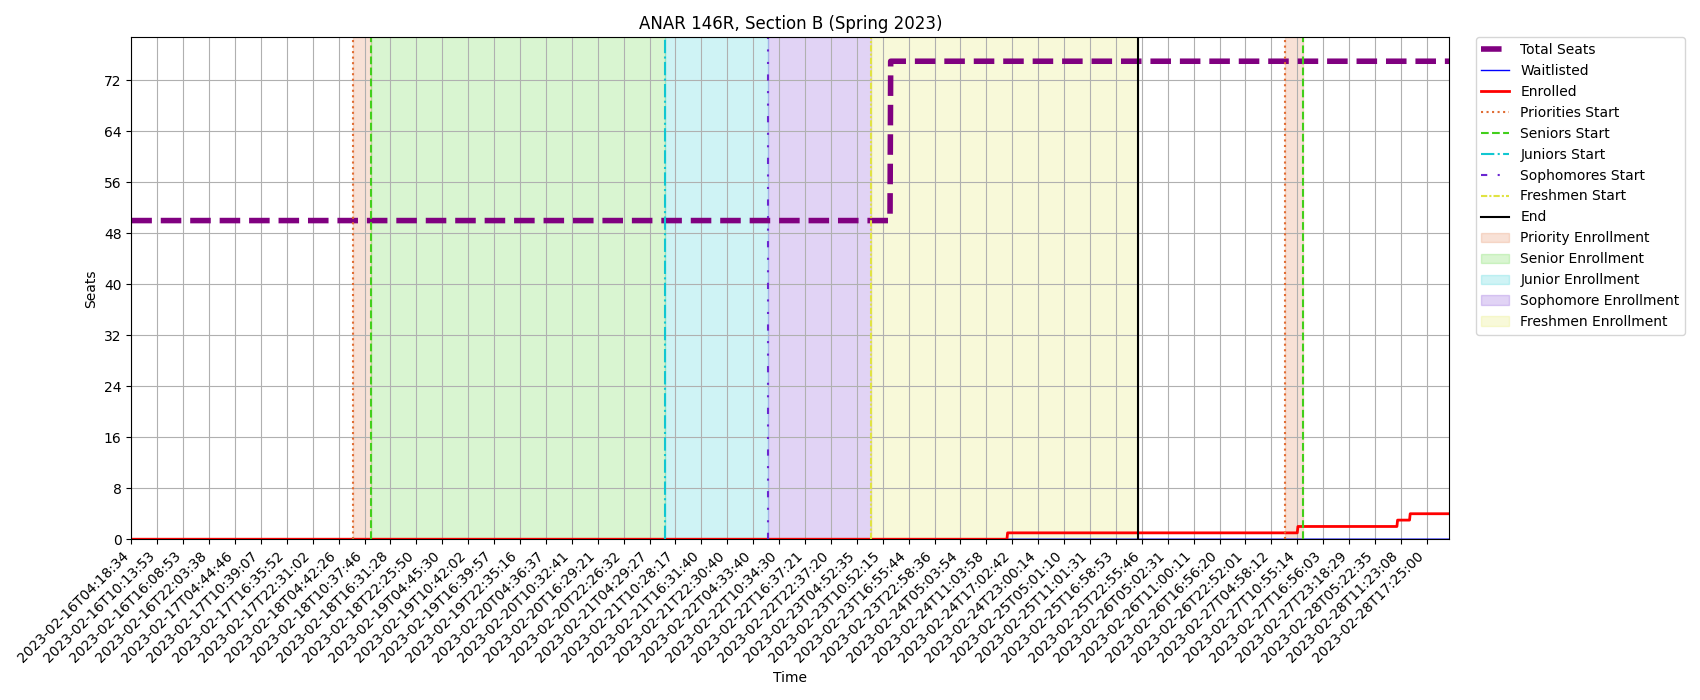 ANAR 146R, Section B (Spring 2023)
Total Seats
Waitlisted
Enrolled
Priorities Start
Seniors Start
Juniors Start
Sophomores Start
Freshmen Start
End
Priority Enrollment
Senior Enrollment
Junior Enrollment
Sophomore Enrollment
Freshmen Enrollment
Seats
72
64
56
48
40
32
24
16
8
0
2023-02-16T04:18:34
2023-02-16T10:13:53
2023-02-16T16:08:53
2023-02-16T22:03:38
2023-02-17T04:44:46
2023-02-17T10:39:07
2023-02-17T16:35:52
2023-02-17T22:31:02
2023-02-18T04:42:26
2023-02-18T10:37:46
2023-02-18T16:31:28
2023-02-18T22:25:50
2023-02-19T04:45:30
2023-02-19T10:42:02
2023-02-19T16:39:57
2023-02-19T22:35:16
2023-02-20T04:36:37
2023-02-20T10:32:41
2023-02-20T16:29:21
2023-02-20T22:26:32
2023-02-21T04:29:27
2023-02-21T10:28:17
2023-02-21T16:31:40
2023-02-21T22:30:40
2023-02-22T04:33:40
2023-02-22T10:34:30
2023-02-22T16:37:21
2023-02-22T22:37:20
2023-02-23T04:52:35
2023-02-23T10:52:15
2023-02-23T16:55:44
2023-02-23T22:58:36
2023-02-24T05:03:54
2023-02-24T11:03:58
2023-02-24T17:02:42
2023-02-24T23:00:14
2023-02-25T05:01:10
2023-02-25T11:01:31
2023-02-25T16:58:53
2023-02-25T22:55:46
2023-02-26T05:02:31
2023-02-26T11:00:11
2023-02-26T16:56:20
2023-02-26T22:52:01
2023-02-27T04:58:12
2023-02-27T10:55:14
2023-02-27T16:56:03
2023-02-27T23:18:29
2023-02-28T05:22:35
2023-02-28T11:23:08
2023-02-28T17:25:00
Time